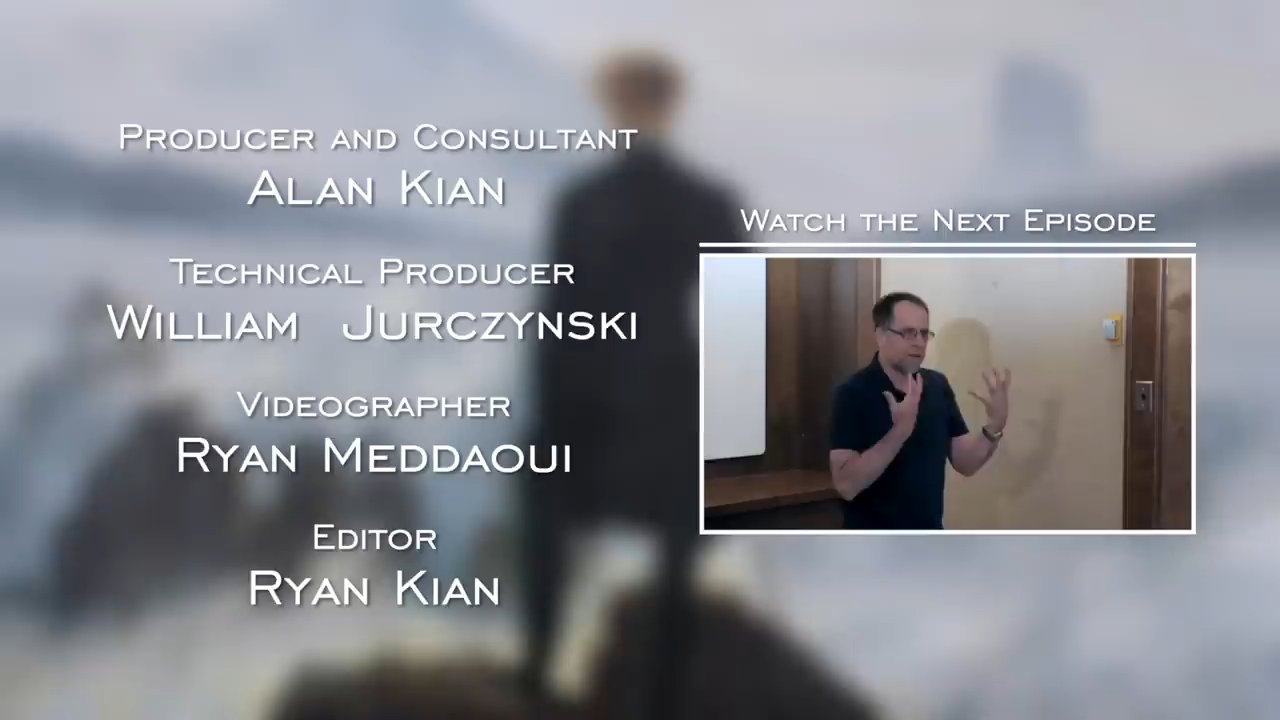 Producer and Consultant
Alan Kian
Technical Producer
William Jurczynski
Videographer
Ryan Meddaoui
Editor
Ryan Kian
Watch the Next Episode